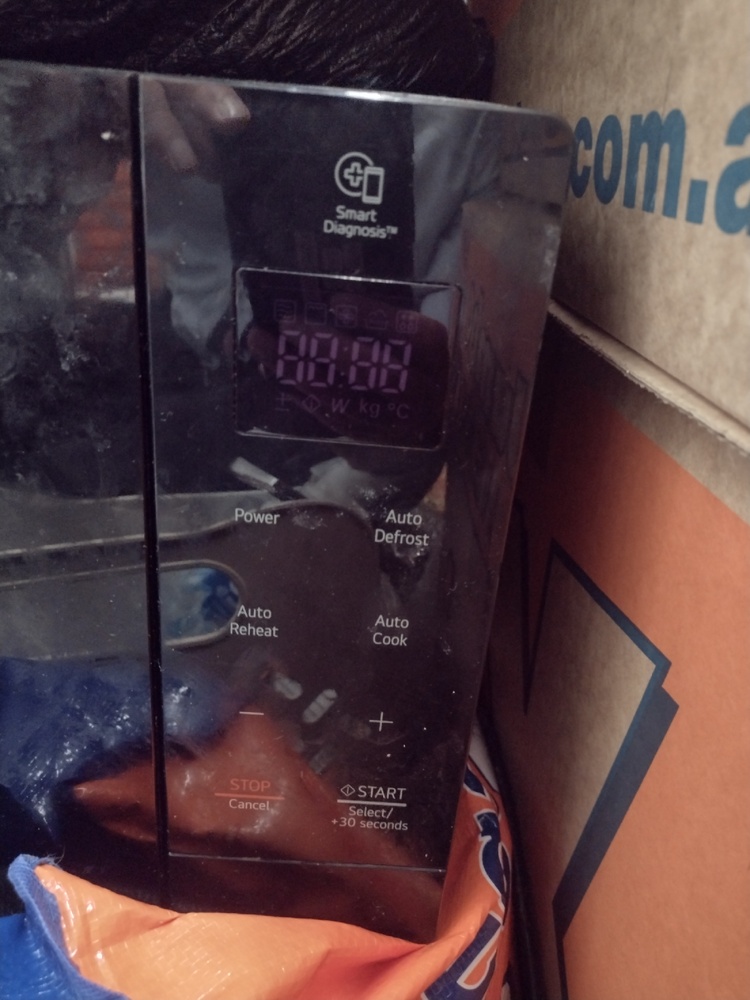 com.a
Smart
Diagnosis™
88:88
W kg °C
Power
Auto
Defrost
Auto
Reheat
Auto
Cook
− +
STOP
Cancel
START
Select/
+30 seconds